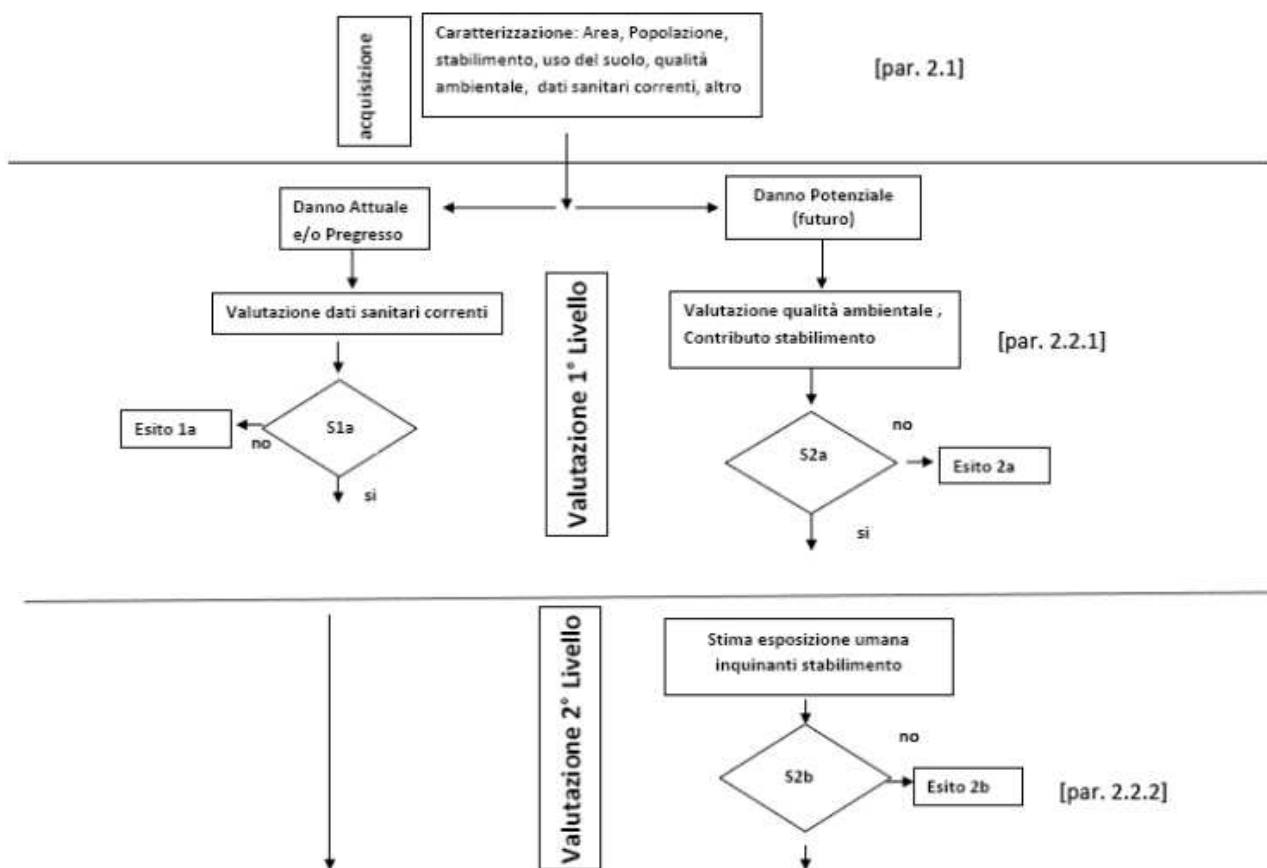 acquisizione
Caratterizzazione: Area, Popolazione,
stabilimento, uso del suolo, qualità
ambientale, dati sanitari correnti, altro
[par. 2.1]
Danno Attuale
e/o Pregresso
Danno Potenziale
(futuro)
Valutazione 1° Livello
Valutazione dati sanitari correnti
Valutazione qualità ambientale ,
Contributo stabilimento
[par. 2.2.1]
Esito 1a
no
S1a
si
S2a
no
Esito 2a
si
Valutazione 2° Livello
Stima esposizione umana
inquinanti stabilimento
S2b
no
Esito 2b
[par. 2.2.2]